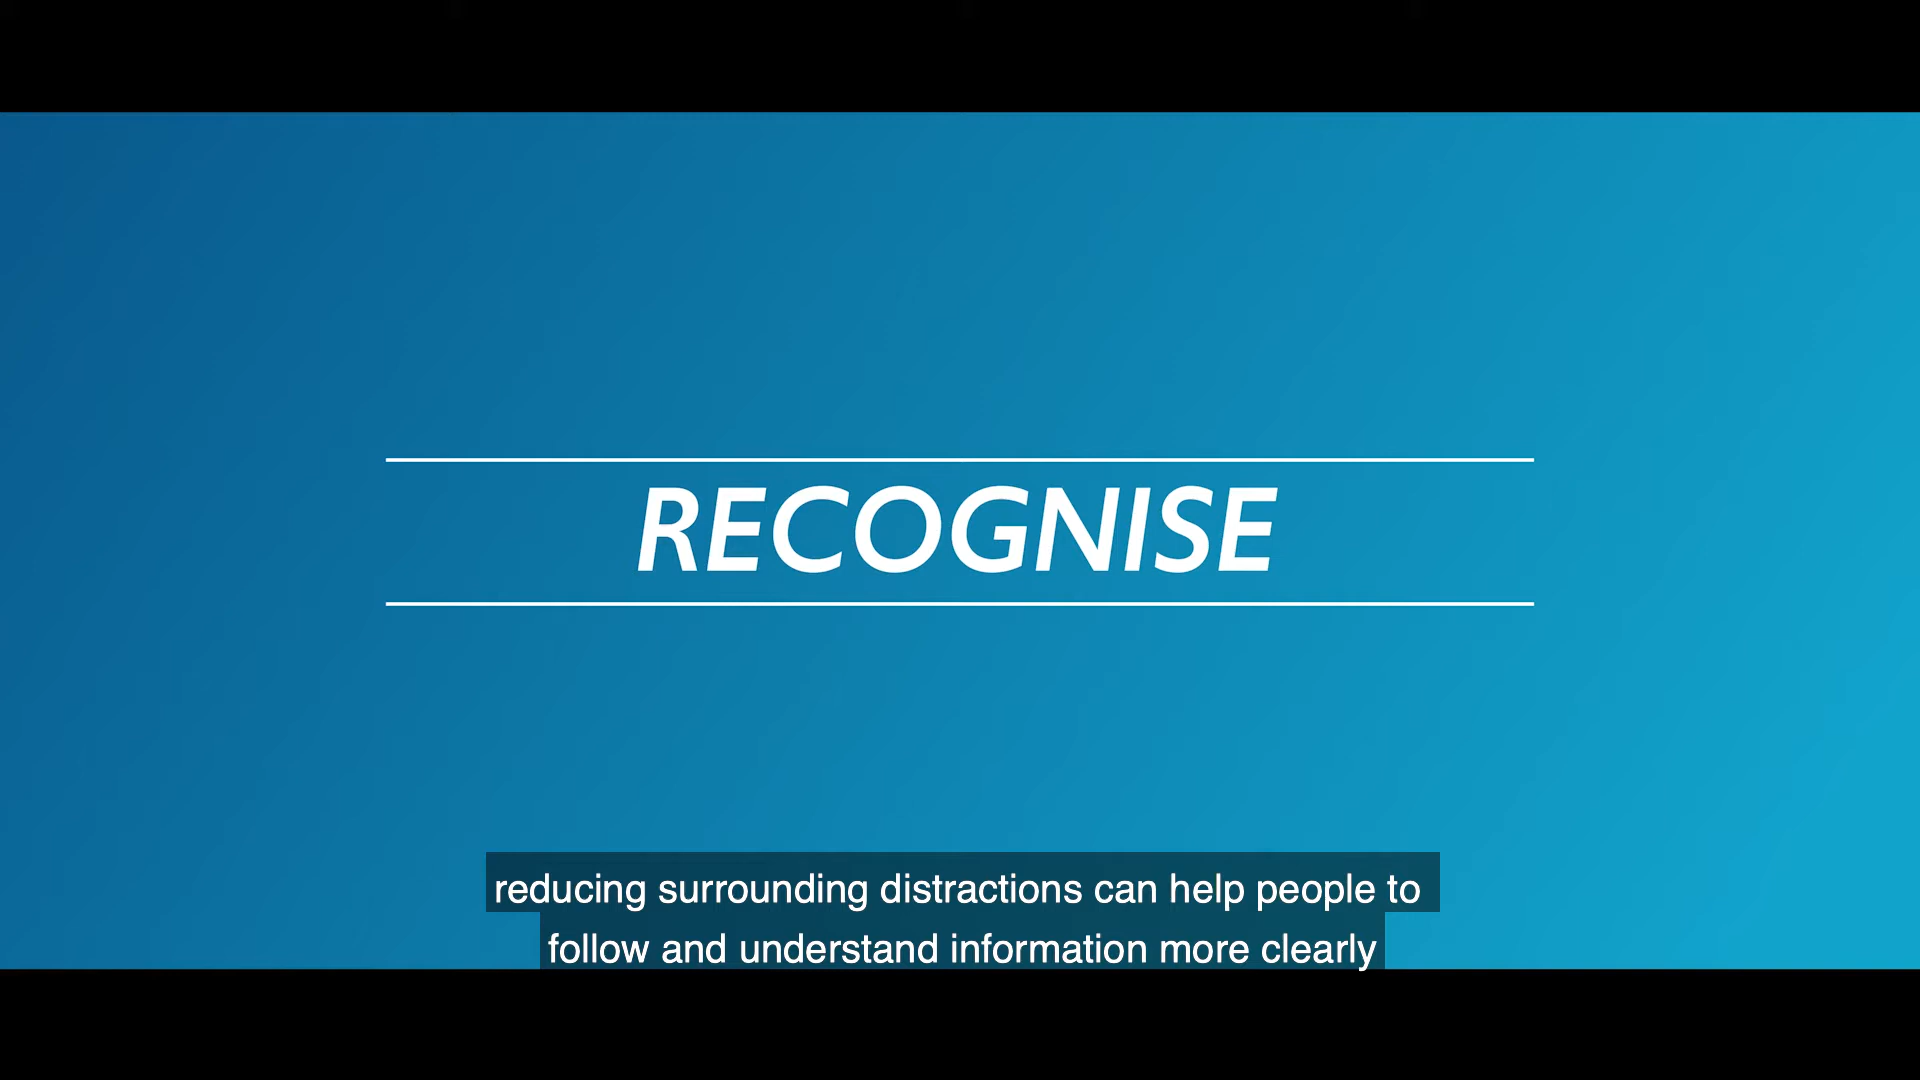 RECOGNISE
reducing surrounding distractions can help people to
follow and understand information more clearly